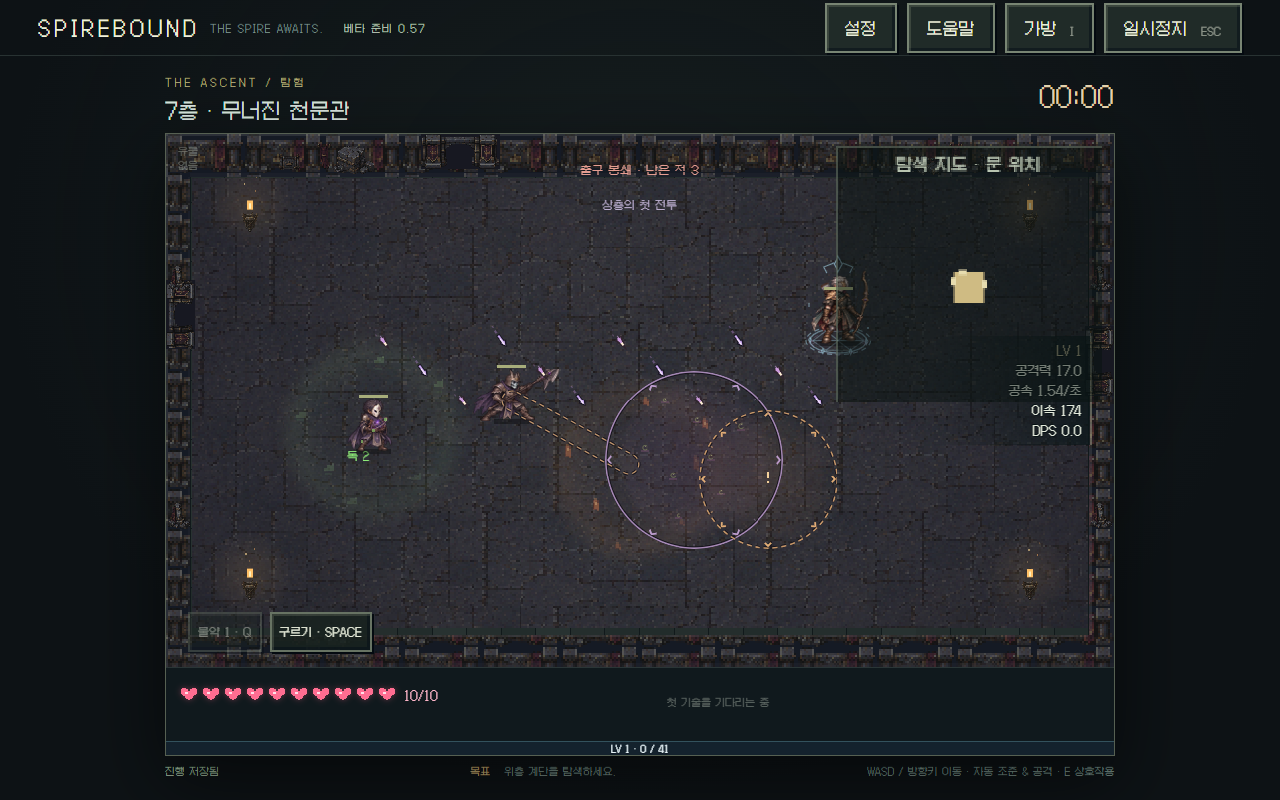 SPIREBOUND THE SPIRE AWAITS. 베타 준비 0.57
설정 도움말 가방 I 일시정지 ESC
THE ASCENT / 탐험
7층 · 무너진 천문관
00:00
유물
없음
출구 봉쇄 · 남은 적 3
상층의 첫 전투
탐색 지도 · 문 위치
LV 1
공격력 17.0
공속 1.54/초
이속 174
DPS 0.0
!
독 2
물약 1 · Q
구르기 · SPACE
10/10
첫 기술을 기다리는 중
LV 1 · 0 / 41
진행 저장됨
목표 위층 계단을 탐색하세요.
WASD / 방향키 이동 · 자동 조준 & 공격 · E 상호작용